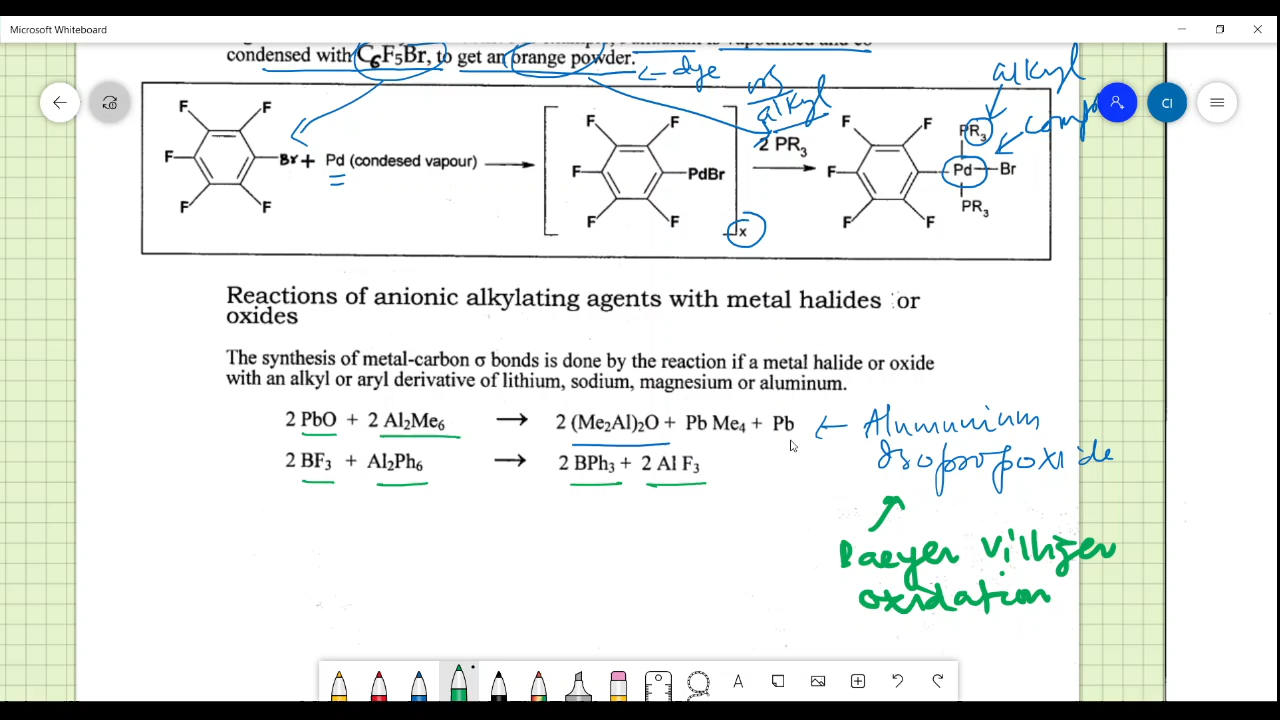 Microsoft Whiteboard
condensed with C6F5Br, to get an orange powder.
← dye
alkyl
alkyl
F F F Br + Pd (condesed vapour) F F
F F F PdBr F F x
2 PR3
F F F Pd Br F F
PR3
PR3
CI
Reactions of anionic alkylating agents with metal halides or
oxides
The synthesis of metal-carbon σ bonds is done by the reaction if a metal halide or oxide
with an alkyl or aryl derivative of lithium, sodium, magnesium or aluminum.
2 PbO + 2 Al2Me6 → 2 (Me2Al)2O + Pb Me4 + Pb
← Alumunium
Isopropoxide
2 BF3 + Al2Ph6 → 2 BPh3 + 2 Al F3
Baeyer Villiger
oxidation